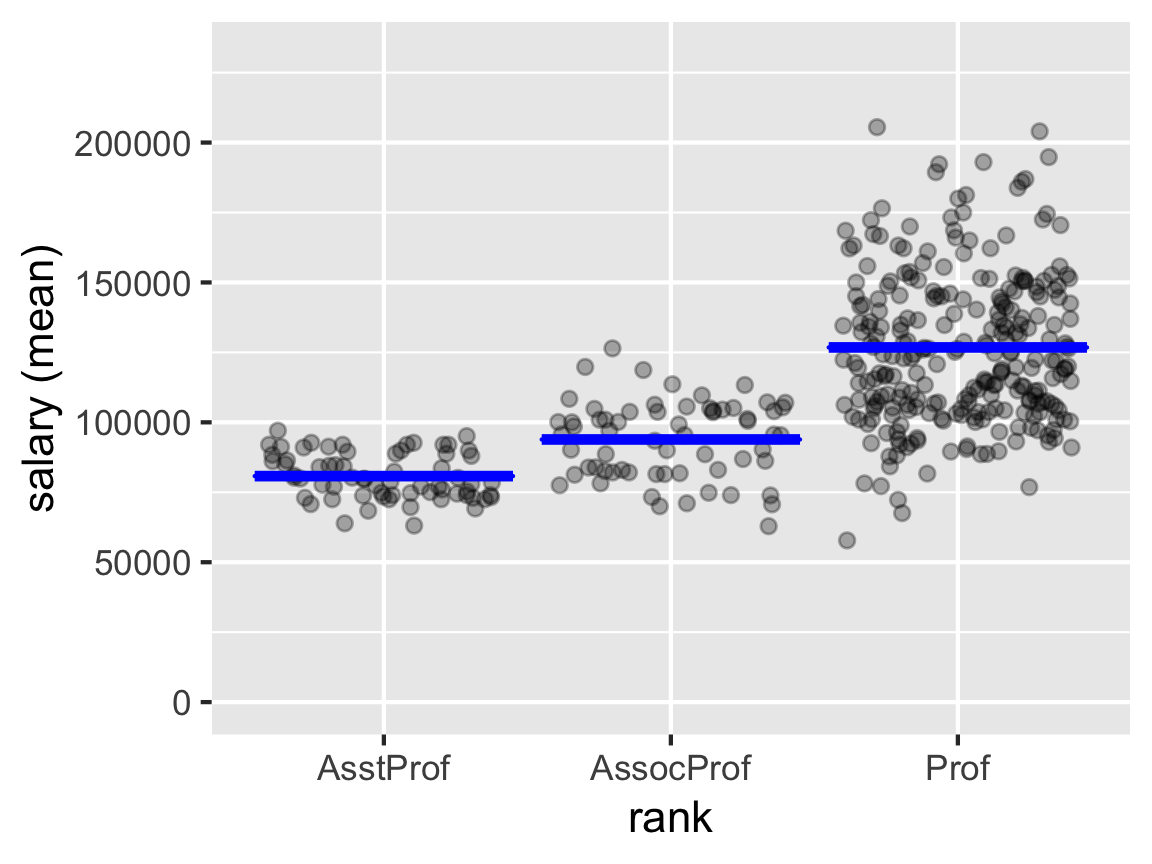 salary (mean)
200000
150000
100000
50000
0
AsstProf
AssocProf
Prof
rank